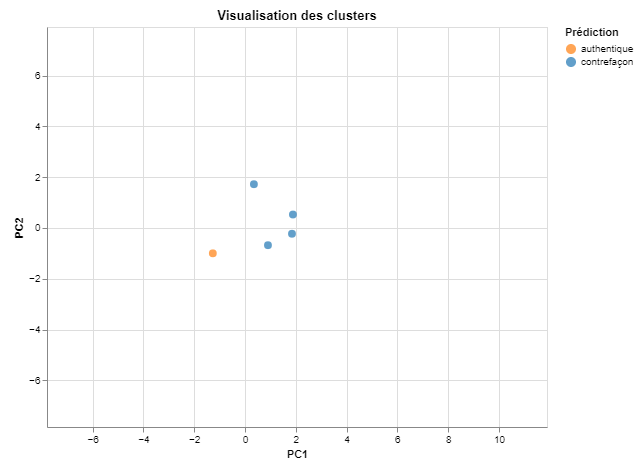 Visualisation des clusters
Prédiction
authentique
contrefaçon
PC2
6
4
2
0
−2
−4
−6
−6
−4
−2
0
2
4
6
8
10
PC1